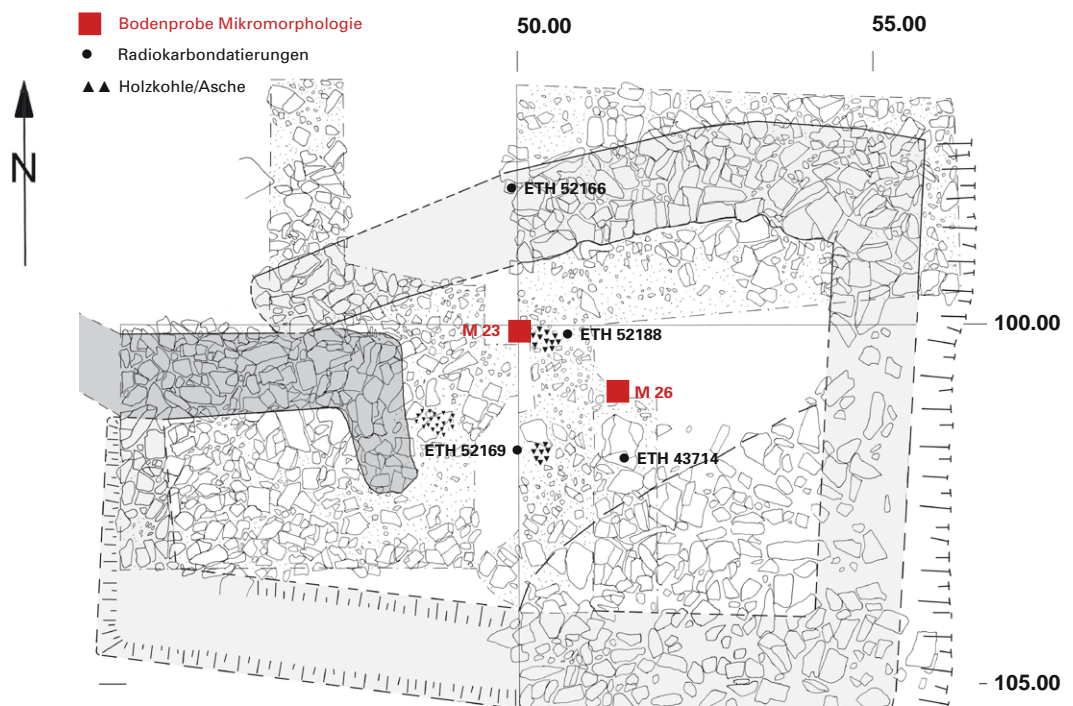 Bodenprobe Mikromorphologie
Radiokarbondatierungen
Holzkohle/Asche
50.00
55.00
N
ETH 52166
M 23
ETH 52188
100.00
M 26
ETH 52169
ETH 43714
105.00